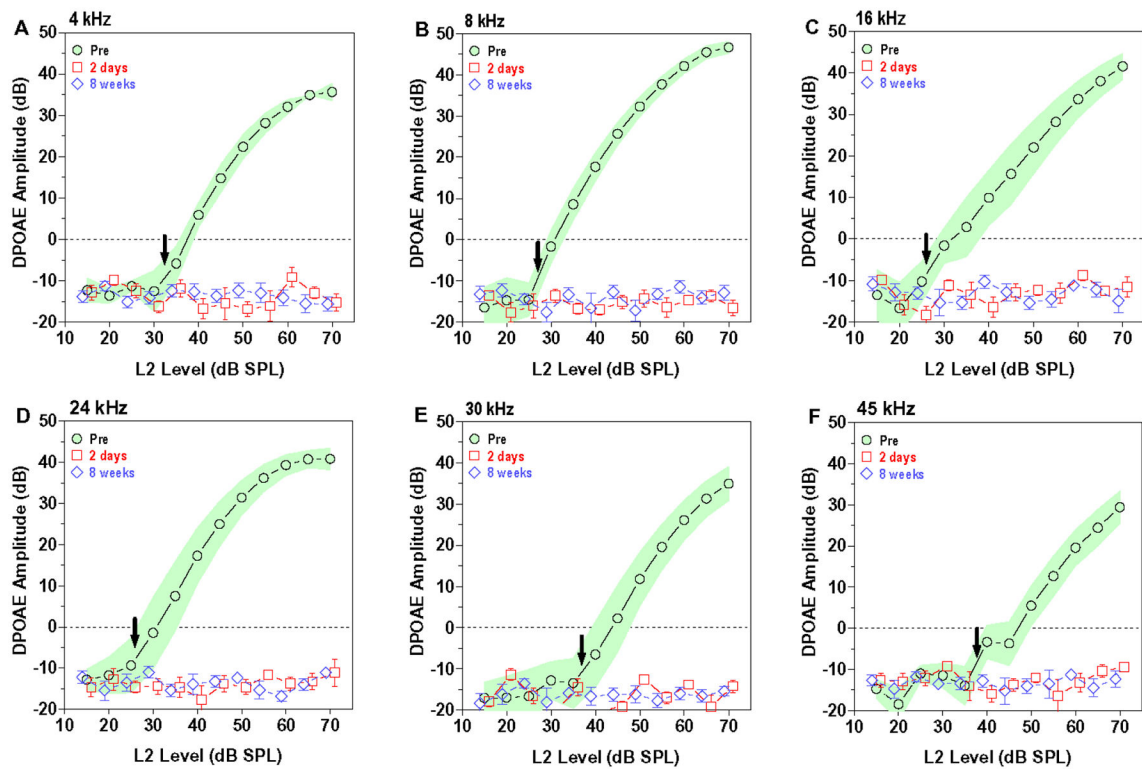 A 4 kHz
DPOAE Amplitude (dB)
50
40
30
20
10
0
-10
-20
Pre
2 days
8 weeks
10 20 30 40 50 60 70
L2 Level (dB SPL)
B 8 kHz
DPOAE Amplitude (dB)
50
40
30
20
10
0
-10
-20
Pre
2 days
8 weeks
10 20 30 40 50 60 70
L2 Level (dB SPL)
C 16 kHz
DPOAE Amplitude (dB)
50
40
30
20
10
0
-10
-20
Pre
2 days
8 weeks
10 20 30 40 50 60 70
L2 Level (dB SPL)
D 24 kHz
DPOAE Amplitude (dB)
50
40
30
20
10
0
-10
-20
Pre
2 days
8 weeks
10 20 30 40 50 60 70
L2 Level (dB SPL)
E 30 kHz
DPOAE Amplitude (dB)
50
40
30
20
10
0
-10
-20
Pre
2 days
8 weeks
10 20 30 40 50 60 70
L2 Level (dB SPL)
F 45 kHz
DPOAE Amplitude (dB)
50
40
30
20
10
0
-10
-20
Pre
2 days
8 weeks
10 20 30 40 50 60 70
L2 Level (dB SPL)